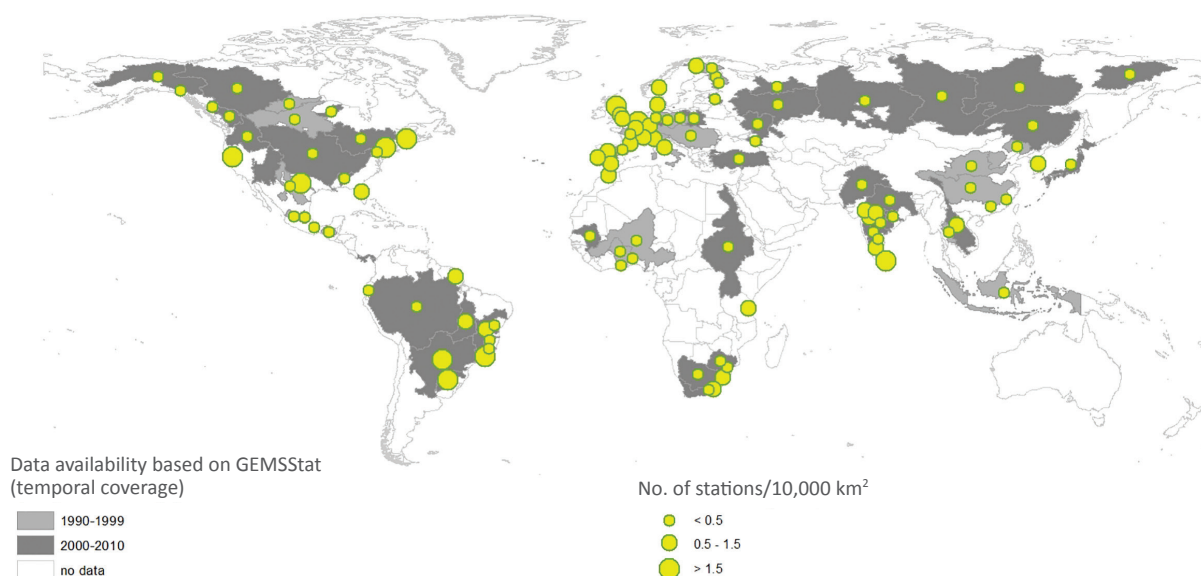 Data availability based on GEMSStat
(temporal coverage)
1990-1999
2000-2010
no data
No. of stations/10,000 km²
< 0.5
0.5 - 1.5
> 1.5